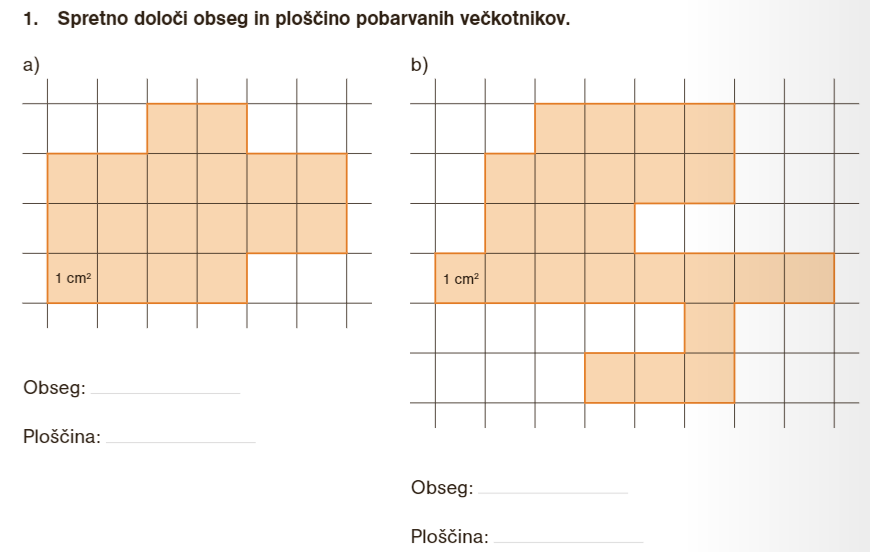 1. Spretno določi obseg in ploščino pobarvanih večkotnikov.
a)
1 cm²
Obseg:
Ploščina:
b)
1 cm²
Obseg:
Ploščina: